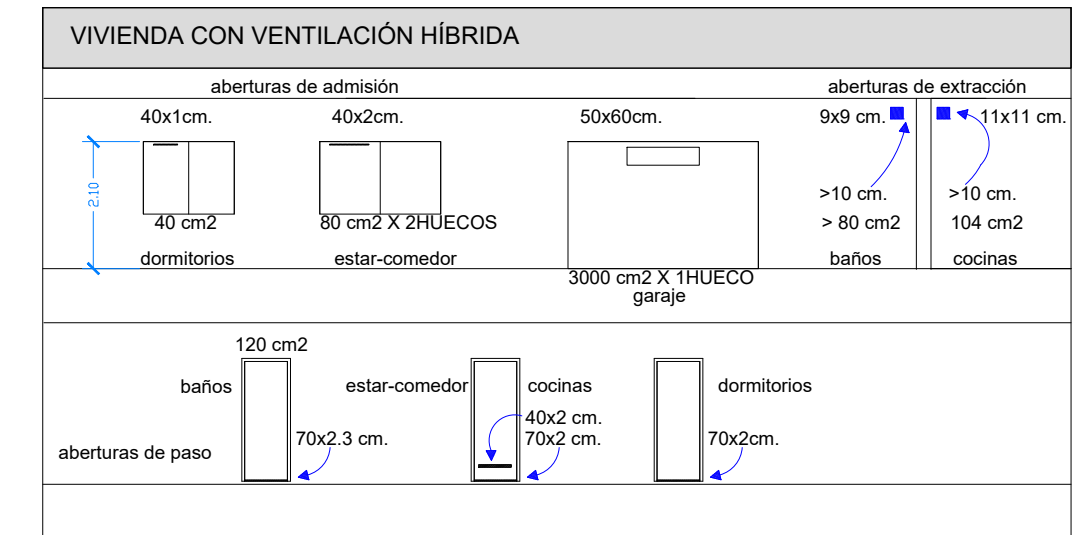 VIVIENDA CON VENTILACIÓN HÍBRIDA
aberturas de admisión
aberturas de extracción
40x1cm.
40x2cm.
50x60cm.
9x9 cm.
11x11 cm.
2.10
>10 cm.
>10 cm.
40 cm2
80 cm2 X 2HUECOS
> 80 cm2
104 cm2
dormitorios
estar-comedor
baños
cocinas
3000 cm2 X 1HUECO
garaje
120 cm2
baños
estar-comedor
cocinas
dormitorios
40x2 cm.
70x2.3 cm.
70x2 cm.
70x2cm.
aberturas de paso